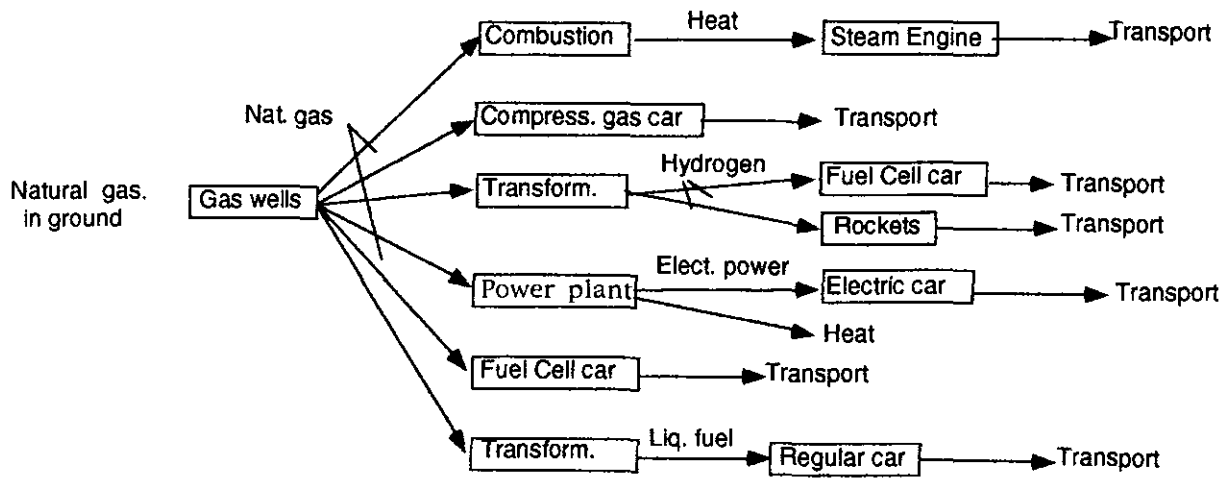 Heat
Combustion
Steam Engine
Transport
Nat. gas
Compress. gas car
Transport
Hydrogen
Natural gas.
in ground
Gas wells
Transform.
Fuel Cell car
Transport
Rockets
Transport
Elect. power
Power plant
Electric car
Transport
Heat
Fuel Cell car
Transport
Liq. fuel
Transform.
Regular car
Transport